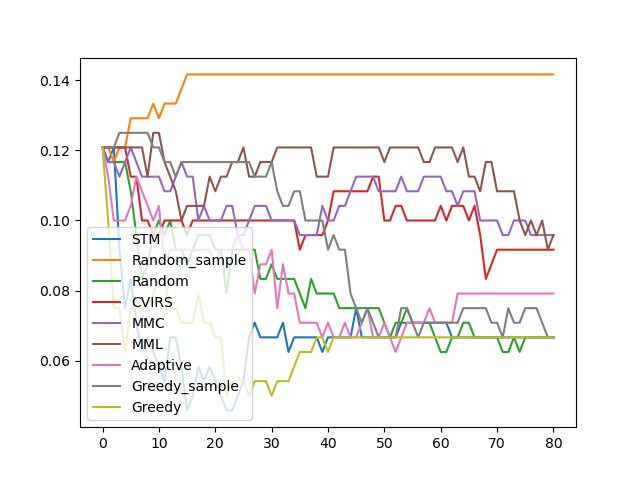 0.14
0.12
0.10
0.08
0.06
STM
Random_sample
Random
CVIRS
MMC
MML
Adaptive
Greedy_sample
Greedy
0 10 20 30 40 50 60 70 80